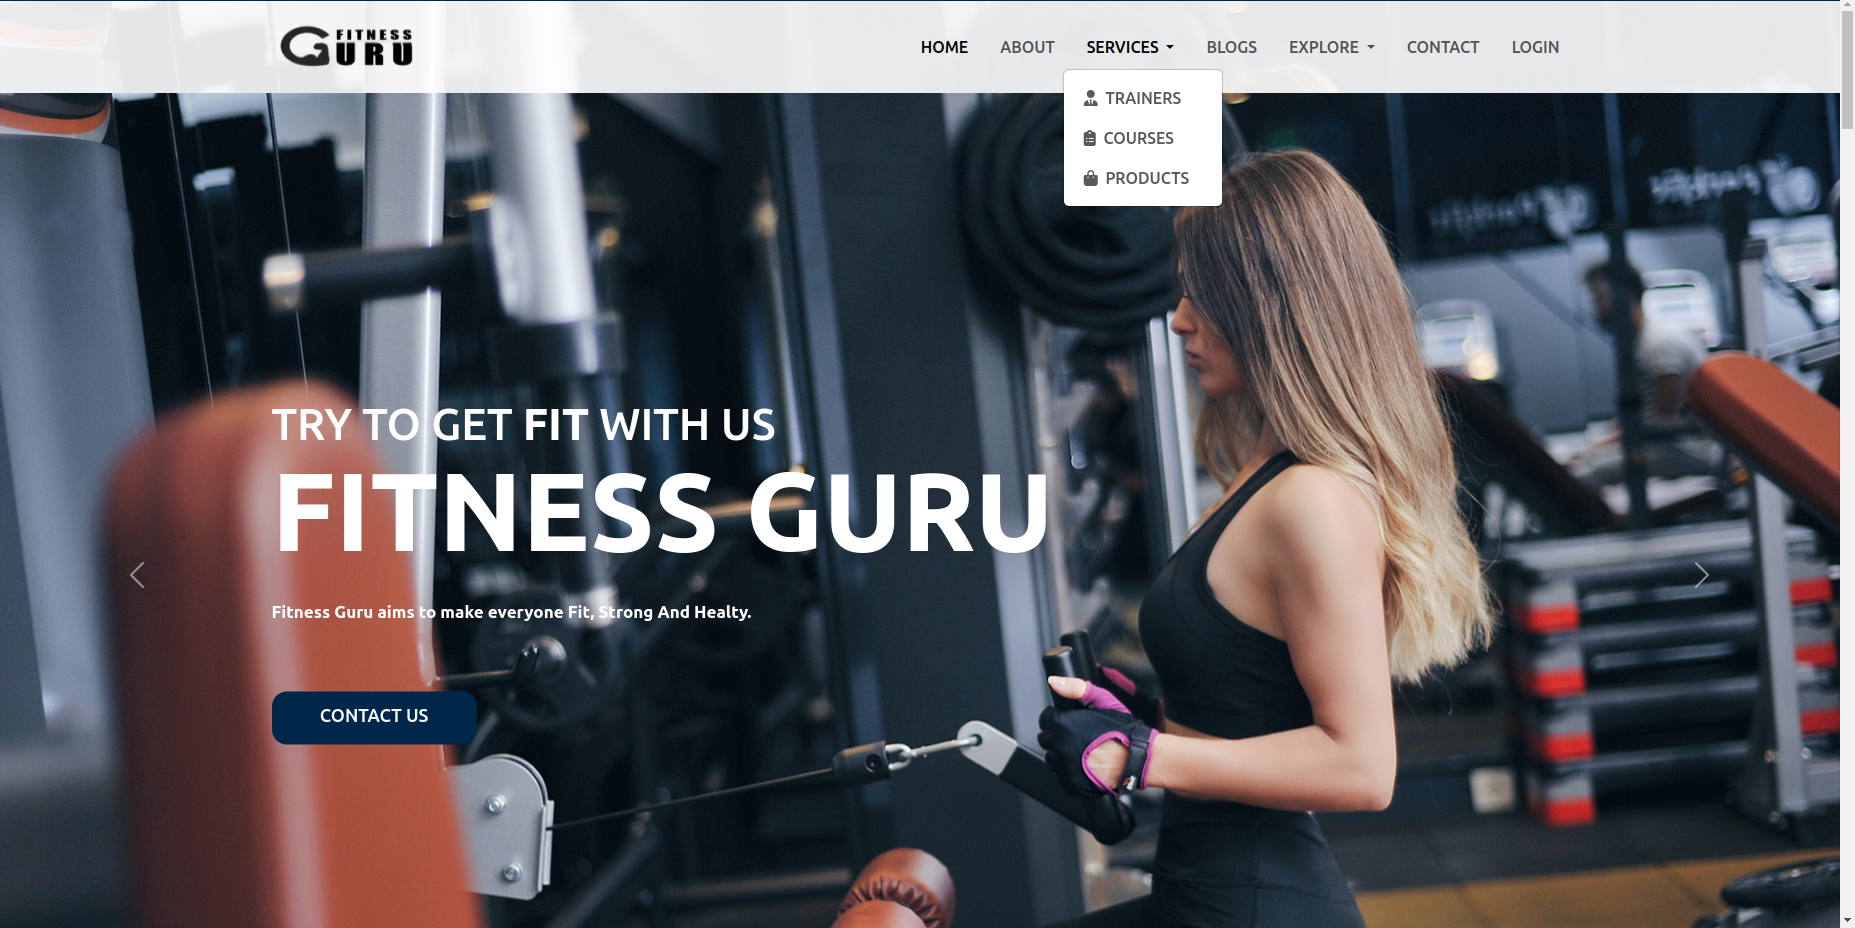 FITNESS
GURU
HOME ABOUT SERVICES BLOGS EXPLORE CONTACT LOGIN
TRAINERS
COURSES
PRODUCTS
TRY TO GET FIT WITH US
FITNESS GURU
Fitness Guru aims to make everyone Fit, Strong And Healty.
CONTACT US